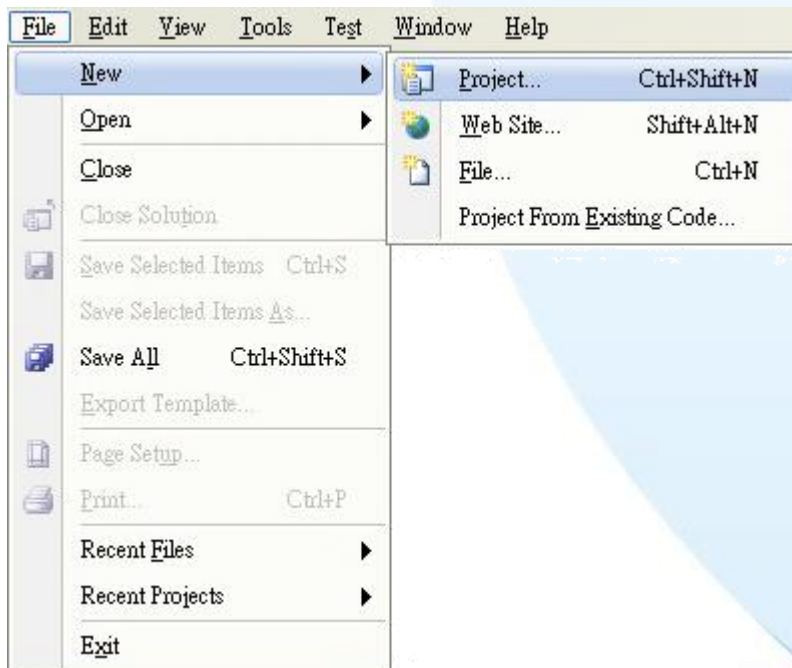 File Edit View Tools Test Window Help
New
Open
Close
Close Solution
Save Selected Items Ctrl+S
Save Selected Items As...
Save All Ctrl+Shift+S
Export Template...
Page Setup...
Print... Ctrl+P
Recent Files
Recent Projects
Exit
Project... Ctrl+Shift+N
Web Site... Shift+Alt+N
File... Ctrl+N
Project From Existing Code...